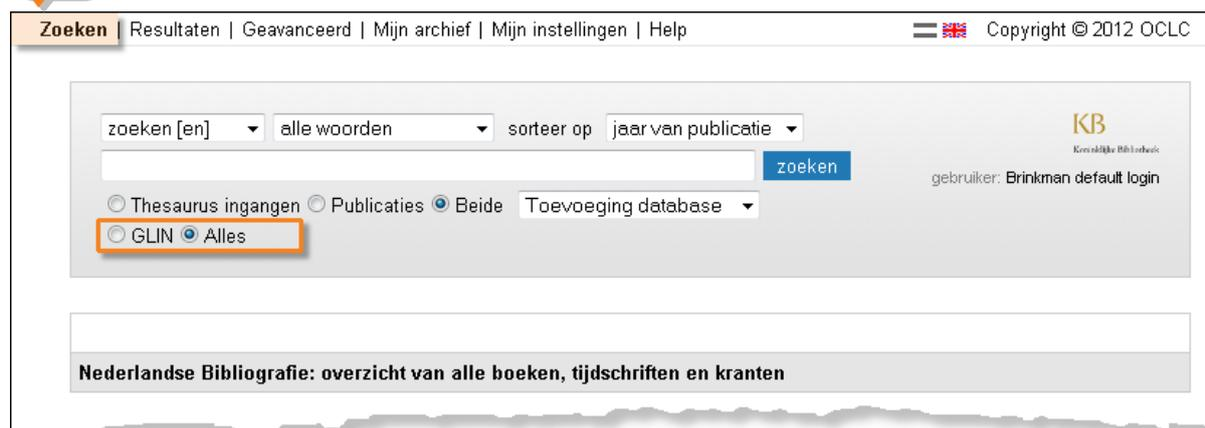 Zoeken | Resultaten | Geavanceerd | Mijn archief | Mijn instellingen | Help Copyright © 2012 OCLC
zoeken [en] alle woorden sorteer op jaar van publicatie KB
Koninklijke Bibliotheek
zoeken
gebruiker: Brinkman default login
Thesaurus ingangen Publicaties Beide Toevoeging database
GLIN Alles
Nederlandse Bibliografie: overzicht van alle boeken, tijdschriften en kranten